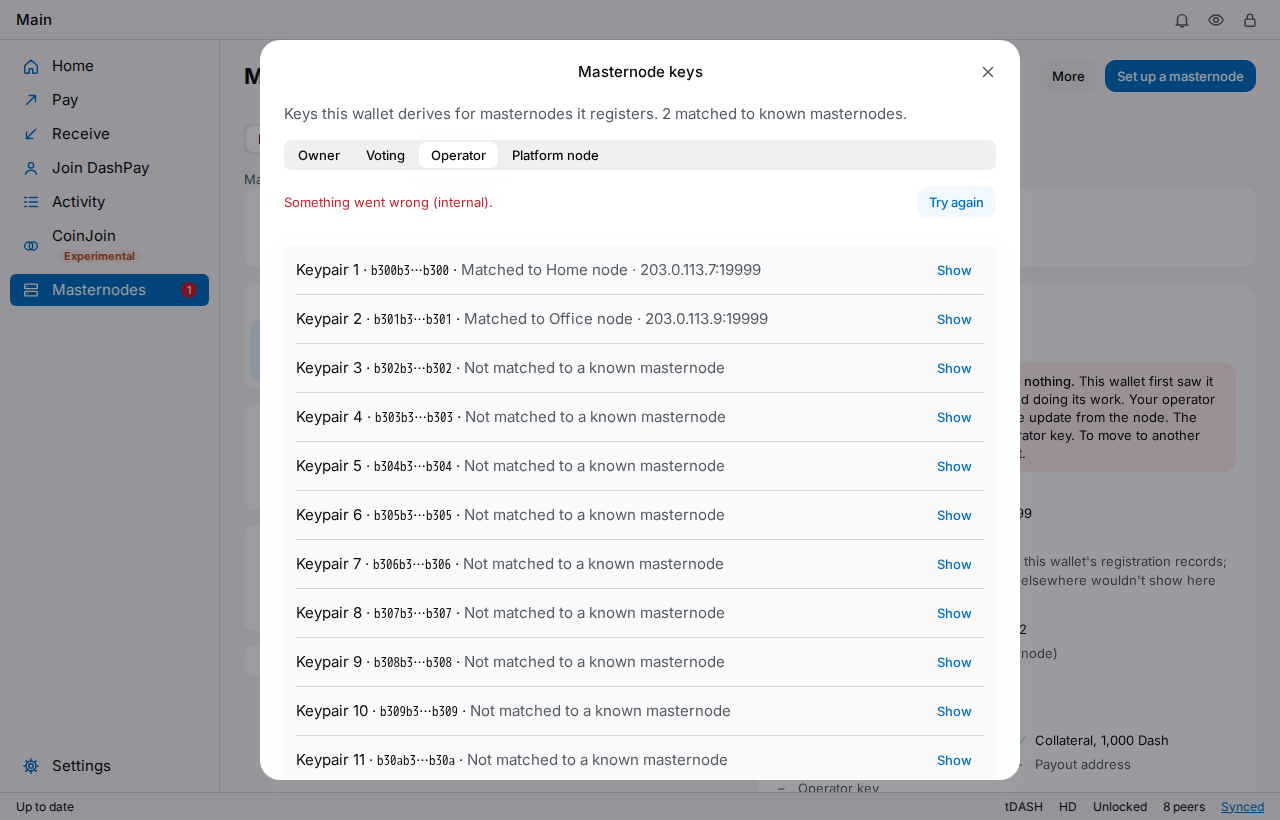 Main
Home
Pay
Receive
Join DashPay
Activity
CoinJoin
Experimental
Masternodes
1
Settings
More
Set up a masternode
Masternode keys
Keys this wallet derives for masternodes it registers. 2 matched to known masternodes.
Owner
Voting
Operator
Platform node
Something went wrong (internal).
Try again
Keypair 1 · b300b3···b300 · Matched to Home node · 203.0.113.7:19999
Show
Keypair 2 · b301b3···b301 · Matched to Office node · 203.0.113.9:19999
Show
Keypair 3 · b302b3···b302 · Not matched to a known masternode
Show
Keypair 4 · b303b3···b303 · Not matched to a known masternode
Show
Keypair 5 · b304b3···b304 · Not matched to a known masternode
Show
Keypair 6 · b305b3···b305 · Not matched to a known masternode
Show
Keypair 7 · b306b3···b306 · Not matched to a known masternode
Show
Keypair 8 · b307b3···b307 · Not matched to a known masternode
Show
Keypair 9 · b308b3···b308 · Not matched to a known masternode
Show
Keypair 10 · b309b3···b309 · Not matched to a known masternode
Show
Keypair 11 · b30ab3···b30a · Not matched to a known masternode
Show
nothing. This wallet first saw it
doing its work. Your operator
update from the node. The
key. To move to another
this wallet's registration records;
elsewhere wouldn't show here
node)
Collateral, 1,000 Dash
Payout address
Operator key
Up to date
tDASH
HD
Unlocked
8 peers
Synced